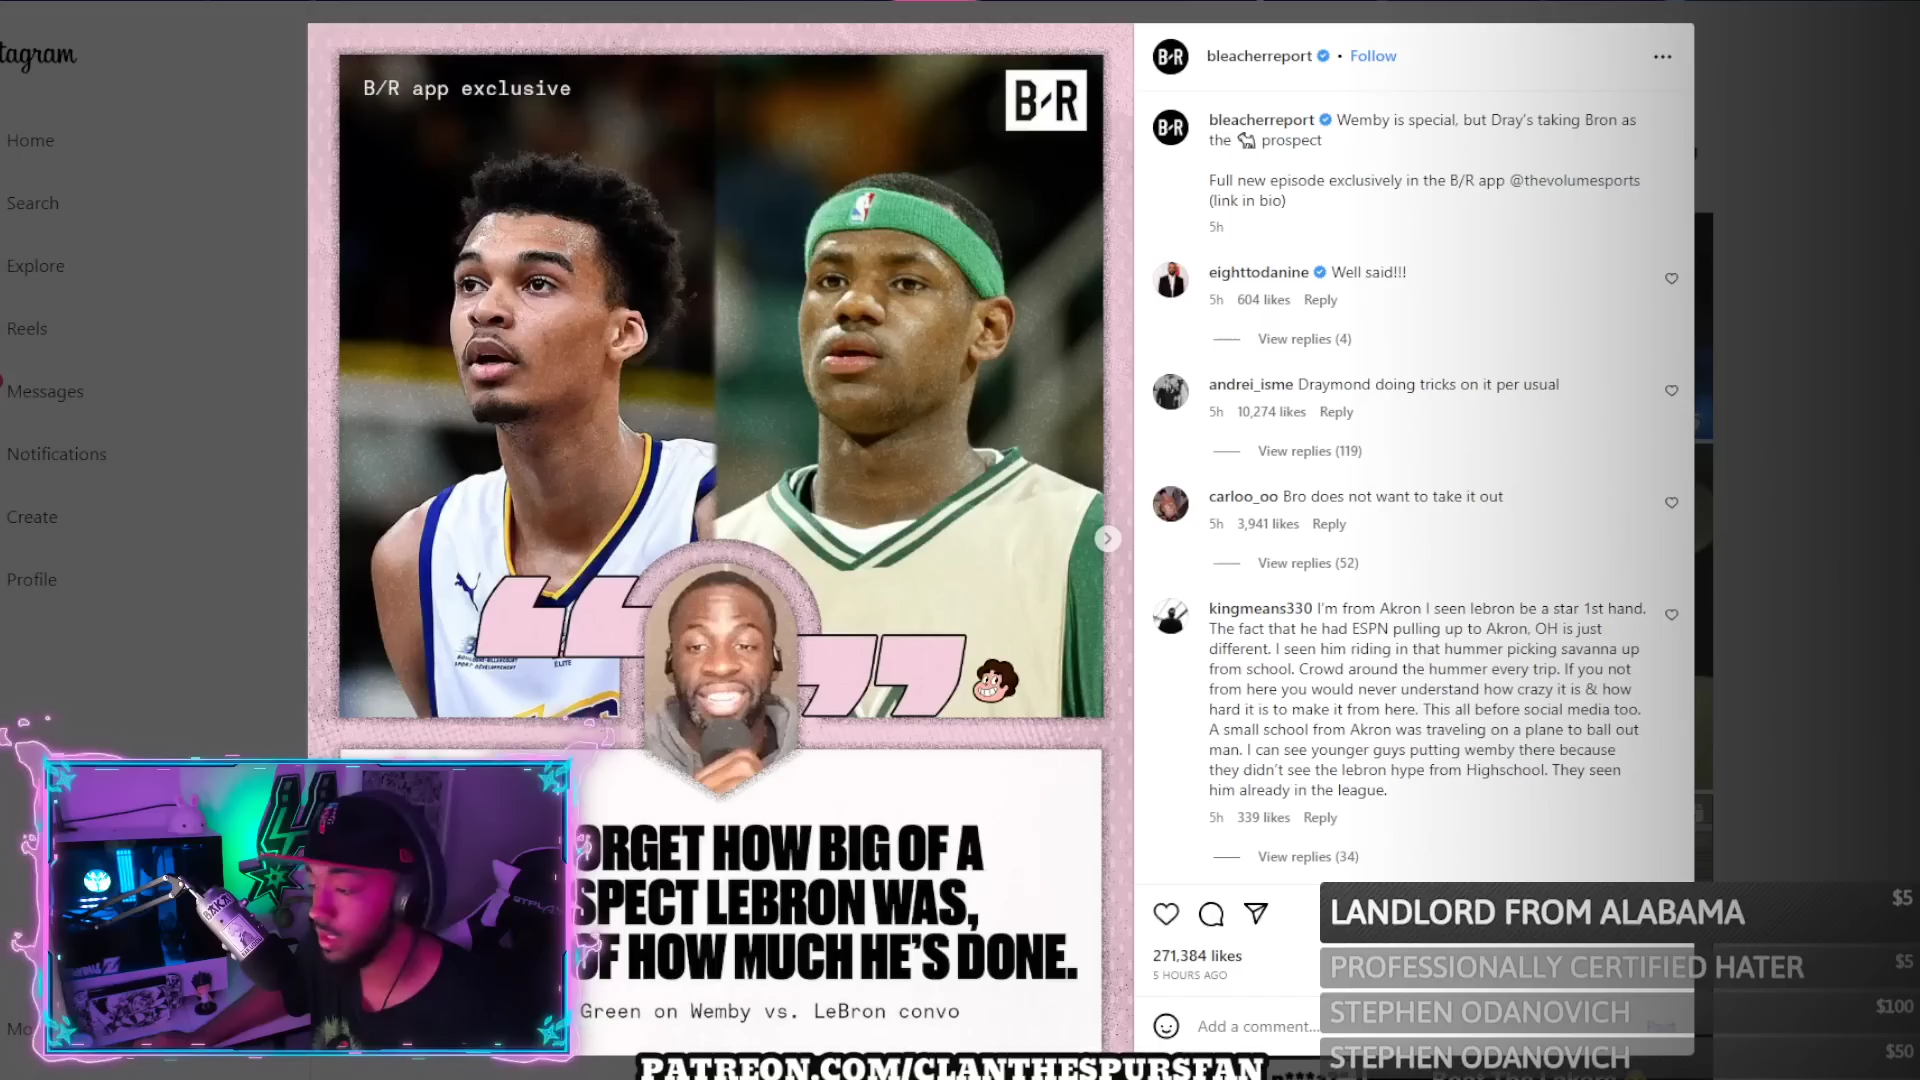 tagram
Home
Search
Explore
Reels
Messages
Notifications
Create
Profile
Mo
B/R app exclusive
B/R
ÉLITE
ORGET HOW BIG OF A
SPECT LEBRON WAS,
OF HOW MUCH HE'S DONE.
Green on Wemby vs. LeBron convo
B/R
bleacherreport • Follow
B/R
bleacherreport Wemby is special, but Dray's taking Bron as
the 🐐 prospect
Full new episode exclusively in the B/R app @thevolumesports
(link in bio)
5h
eighttodanine Well said!!!
5h 604 likes Reply
View replies (4)
andrei_isme Draymond doing tricks on it per usual
5h 10,274 likes Reply
View replies (119)
carloo_oo Bro does not want to take it out
5h 3,941 likes Reply
View replies (52)
kingmeans330 I'm from Akron I seen lebron be a star 1st hand.
The fact that he had ESPN pulling up to Akron, OH is just
different. I seen him riding in that hummer picking savanna up
from school. Crowd around the hummer every trip. If you not
from here you would never understand how crazy it is & how
hard it is to make it from here. This all before social media too.
A small school from Akron was traveling on a plane to ball out
man. I can see younger guys putting wemby there because
they didn't see the lebron hype from Highschool. They seen
him already in the league.
5h 339 likes Reply
View replies (34)
271,384 likes
5 HOURS AGO
Add a comment...
LANDLORD FROM ALABAMA $5
PROFESSIONALLY CERTIFIED HATER $5
STEPHEN ODANOVICH $100
STEPHEN ODANOVICH $50
PATREON.COM/CLANTHESPURSFAN